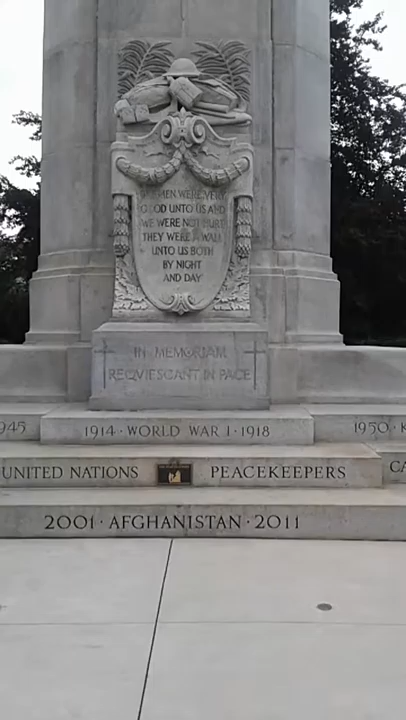 THE MEN WERE VERY
GOOD UNTO US AND
WE WERE NOT HURT
THEY WERE A WALL
UNTO US BOTH
BY NIGHT
AND DAY
IN MEMORIAM
REQVIESCANT IN PACE
945
1914 · WORLD WAR I · 1918
1950 · K
UNITED NATIONS
PEACEKEEPERS
CA
2001 · AFGHANISTAN · 2011